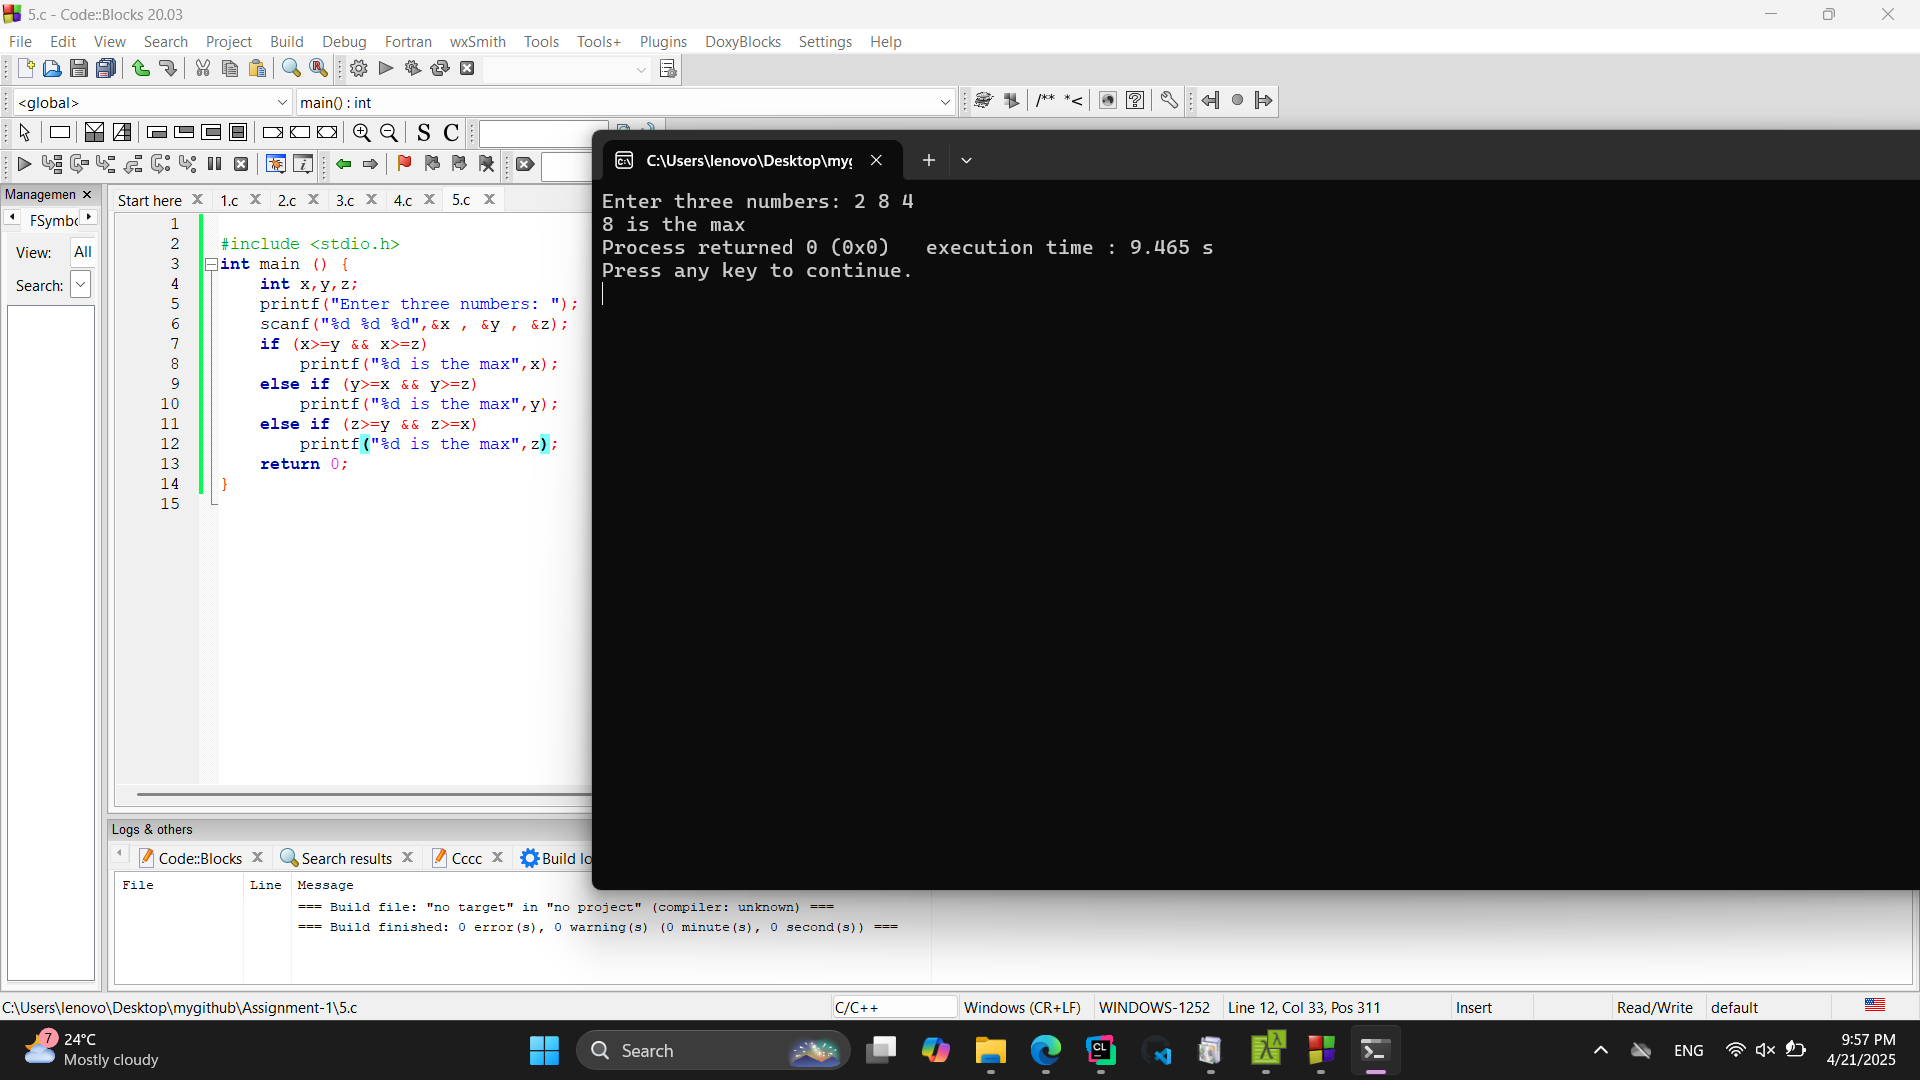 5.c - Code::Blocks 20.03
File Edit View Search Project Build Debug Fortran wxSmith Tools Tools+ Plugins DoxyBlocks Settings Help
<global> main() : int /** *<
S C
C:\Users\lenovo\Desktop\myg
Managemen
Start here 1.c 2.c 3.c 4.c 5.c
FSymbo
View: All
Search:
1
2 #include <stdio.h>
3 int main () {
4 int x,y,z;
5 printf("Enter three numbers: ");
6 scanf("%d %d %d",&x , &y , &z);
7 if (x>=y && x>=z)
8 printf("%d is the max",x);
9 else if (y>=x && y>=z)
10 printf("%d is the max",y);
11 else if (z>=y && z>=x)
12 printf("%d is the max",z);
13 return 0;
14 }
15
Enter three numbers: 2 8 4
8 is the max
Process returned 0 (0x0)   execution time : 9.465 s
Press any key to continue.
Logs & others
Code::Blocks Search results Cccc Build lo
File Line Message
=== Build file: "no target" in "no project" (compiler: unknown) ===
=== Build finished: 0 error(s), 0 warning(s) (0 minute(s), 0 second(s)) ===
C:\Users\lenovo\Desktop\mygithub\Assignment-1\5.c C/C++ Windows (CR+LF) WINDOWS-1252 Line 12, Col 33, Pos 311 Insert Read/Write default
7 24°C
Mostly cloudy
Search
CL
ENG
9:57 PM
4/21/2025